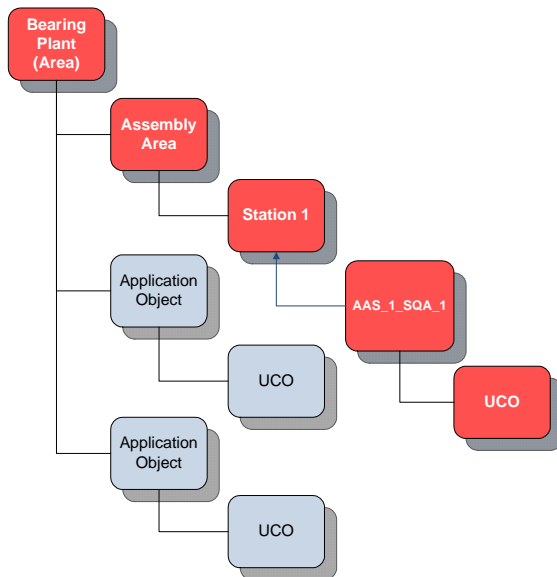 Bearing
Plant
(Area)
Assembly
Area
Station 1
Application
Object
AAS_1_SQA_1
UCO
UCO
Application
Object
UCO